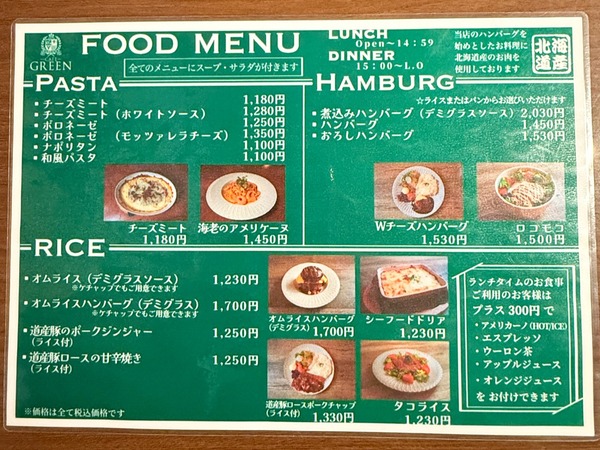 GREEN
FOOD MENU
全てのメニューにスープ・サラダが付きます
LUNCH
Open～14:59
DINNER
15:00～L.O
当店のハンバーグを
始めとしたお料理に
北海道産のお肉を
使用しております
北海道産
PASTA
・チーズミート 1,180円
・チーズミート（ホワイトソース） 1,280円
・ボロネーゼ 1,250円
・ボロネーゼ（モッツァレラチーズ） 1,350円
・ナポリタン 1,100円
・和風パスタ 1,100円
チーズミート
1,180円
海老のアメリケーヌ
1,450円
HAMBURG
☆ライスまたはパンからお選びいただけます
・煮込みハンバーグ（デミグラスソース） 2,030円
・ハンバーグ 1,450円
・おろしハンバーグ 1,530円
Wチーズハンバーグ
1,530円
ロコモコ
1,500円
RICE
・オムライス（デミグラスソース） 1,230円
※ケチャップでもご用意できます
・オムライスハンバーグ（デミグラス） 1,700円
※ケチャップでもご用意できます
・道産豚のポークジンジャー 1,250円
(ライス付)
・道産豚ロースの甘辛焼き 1,250円
(ライス付)
オムライスハンバーグ
(デミグラス) 1,700円
シーフードドリア
1,230円
道産豚ロースポークチャップ
(ライス付) 1,330円
タコライス
1,230円
ランチタイムのお食事
ご利用のお客様は
プラス300円で
・アメリカーノ(HOT/ICE)
・エスプレッソ
・ウーロン茶
・アップルジュース
・オレンジジュース
をお付けできます
※価格は全て税込価格です